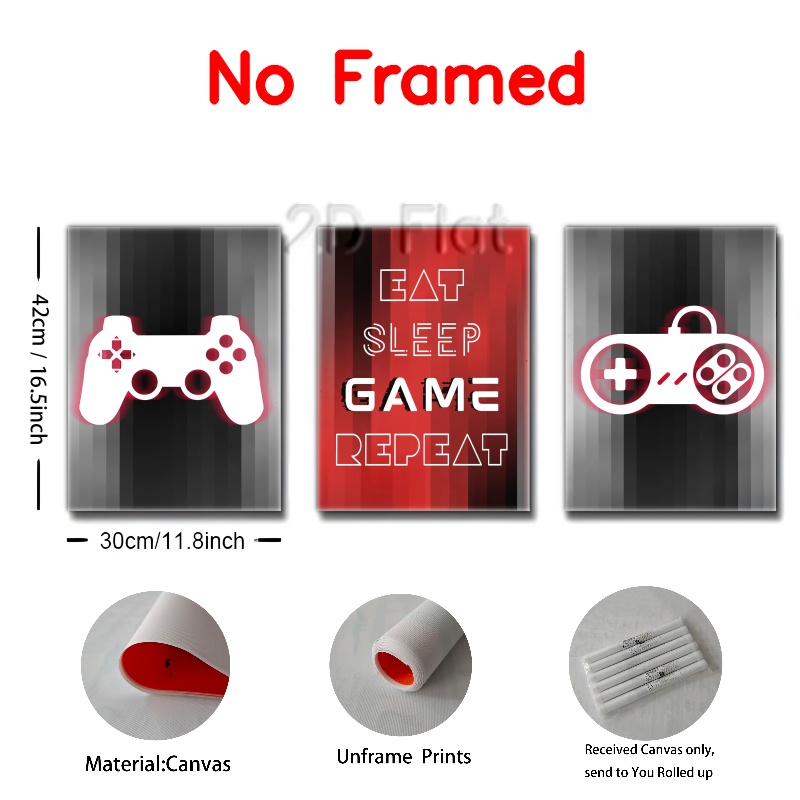 No Framed
2D Flat
EAT
SLEEP
GAME
REPEAT
42cm / 16.5inch
30cm/11.8inch
Material:Canvas
Unframe Prints
Received Canvas only,
send to You Rolled up